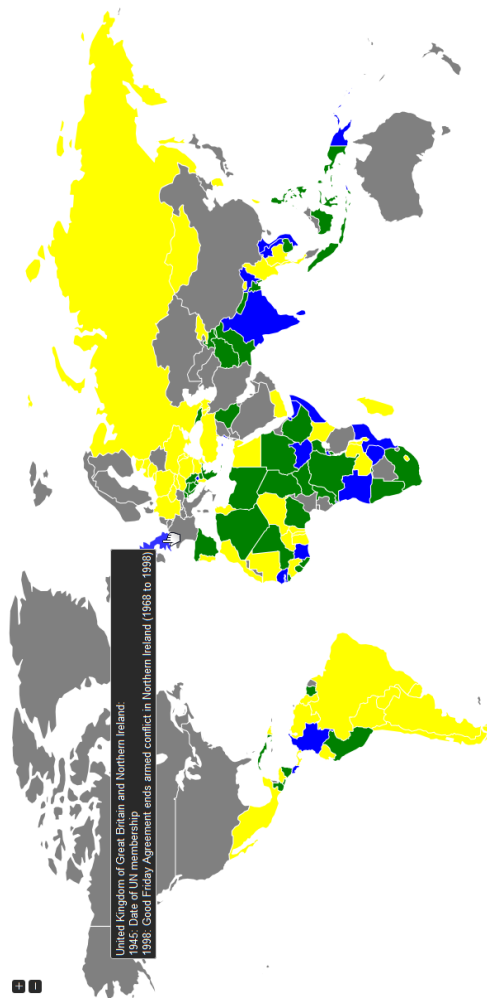 United Kingdom of Great Britain and Northern Ireland:
1945: Date of UN membership
1998: Good Friday Agreement ends armed conflict in Northern Ireland (1968 to 1998)
+
−